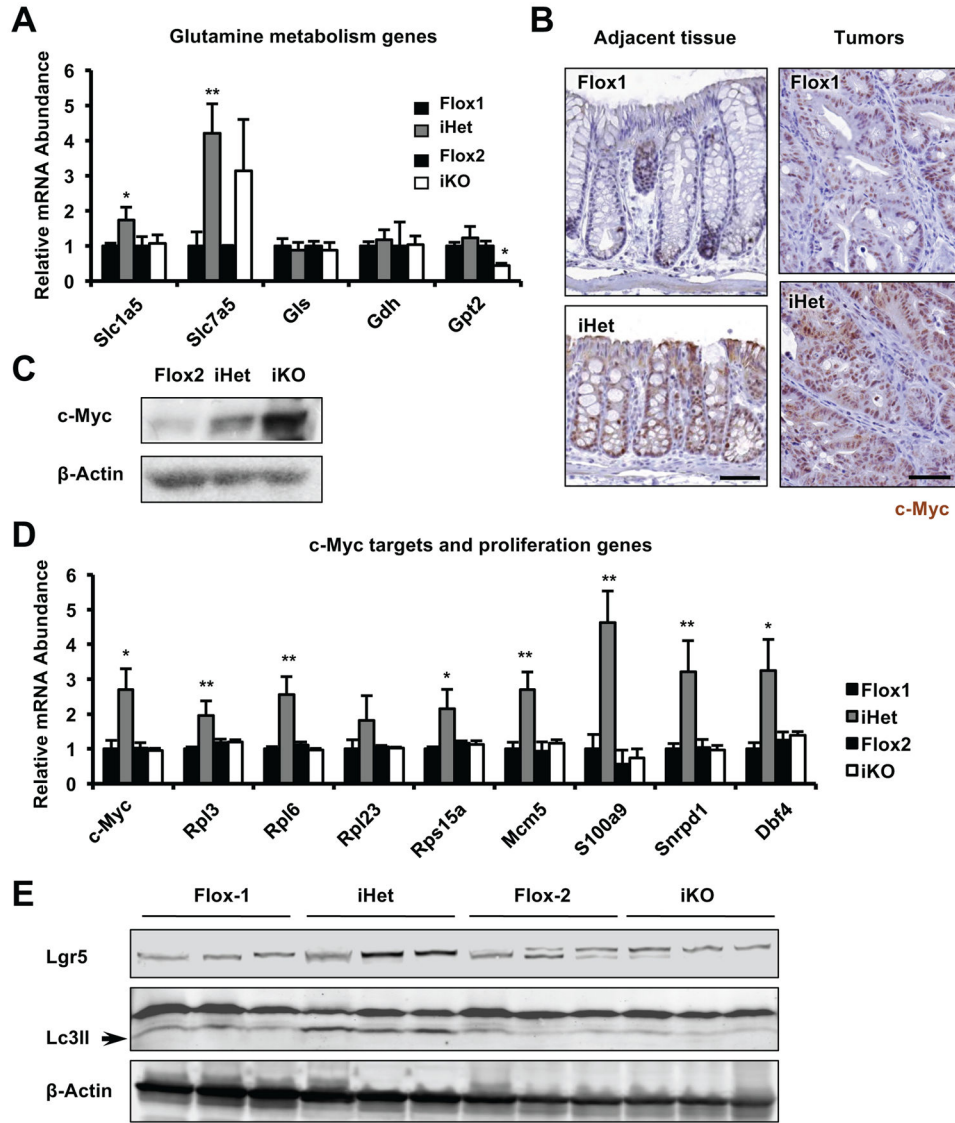 A
Glutamine metabolism genes
Relative mRNA Abundance
6
5
4
3
2
1
0
*
**
*
Flox1
iHet
Flox2
iKO
Slc1a5
Slc7a5
Gls
Gdh
Gpt2
B
Adjacent tissue
Tumors
Flox1
Flox1
iHet
iHet
c-Myc
C
Flox2 iHet iKO
c-Myc
β-Actin
D
c-Myc targets and proliferation genes
Relative mRNA Abundance
6
5
4
3
2
1
0
*
**
**
*
**
**
**
*
Flox1
iHet
Flox2
iKO
c-Myc
Rpl3
Rpl6
Rpl23
Rps15a
Mcm5
S100a9
Snrpd1
Dbf4
E
Flox-1 iHet Flox-2 iKO
Lgr5
Lc3II
β-Actin